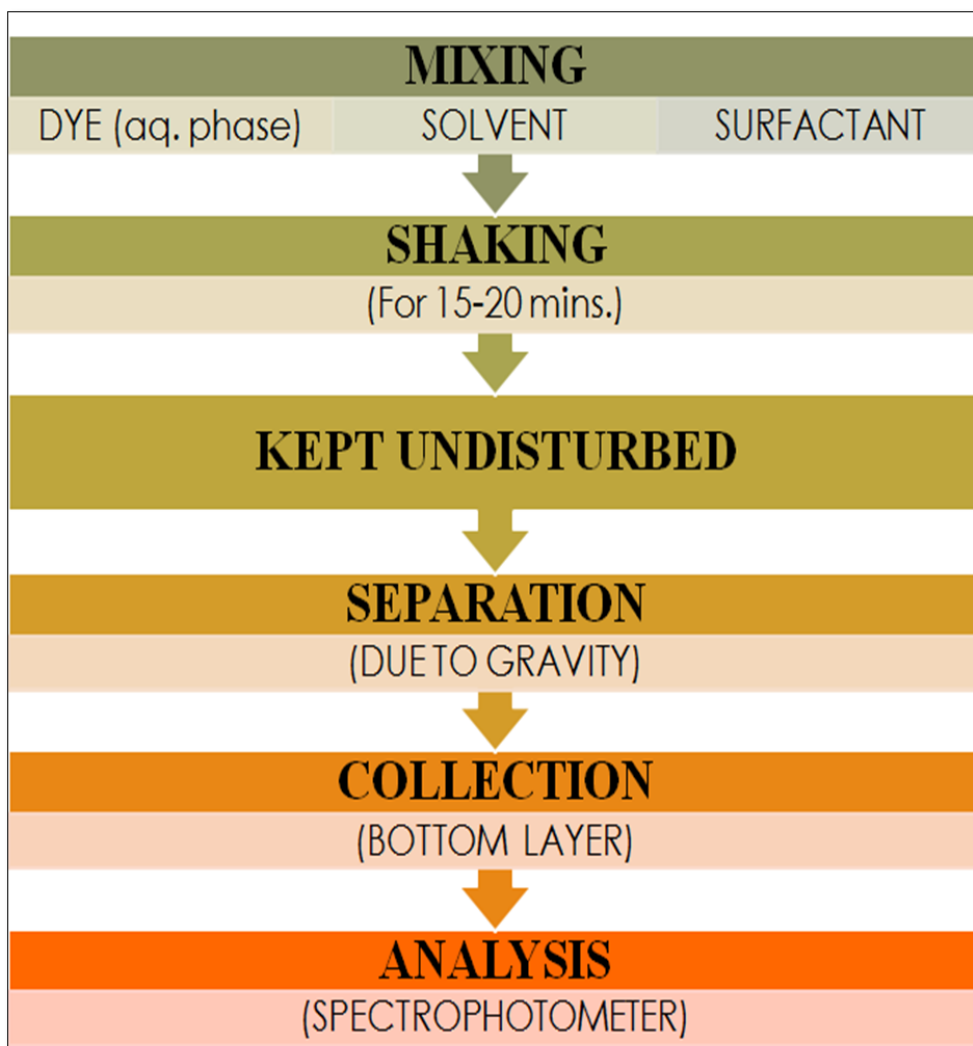 MIXING
DYE (aq. phase) SOLVENT SURFACTANT
SHAKING
(For 15-20 mins.)
KEPT UNDISTURBED
SEPARATION
(DUE TO GRAVITY)
COLLECTION
(BOTTOM LAYER)
ANALYSIS
(SPECTROPHOTOMETER)